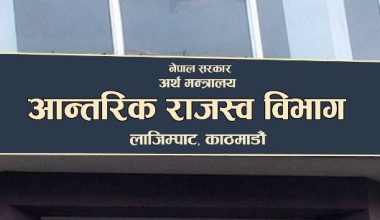 नेपाल सरकार
अर्थ मन्त्रालय
आन्तरिक राजस्व विभाग
लाजिम्पाट, काठमाडौं